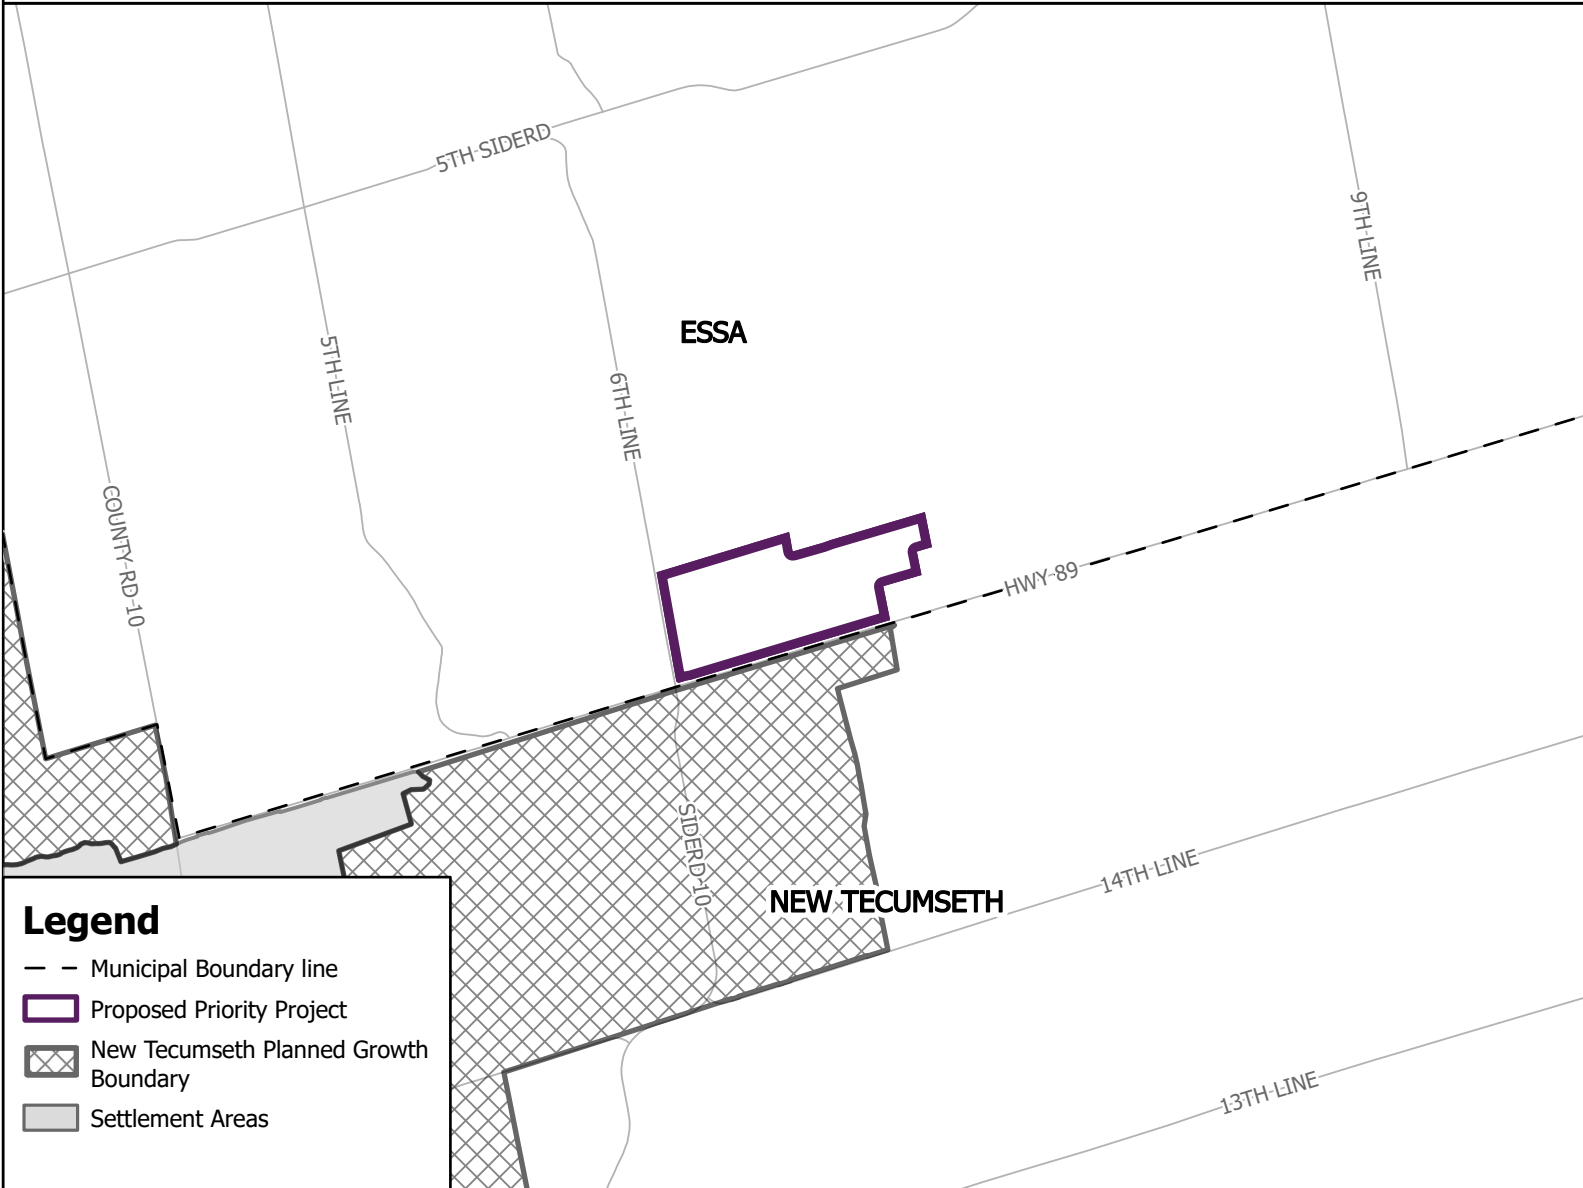 5TH SIDERD
9TH LINE
ESSA
5TH LINE
6TH LINE
COUNTY RD 10
HWY 89
SIDERD 10
14TH LINE
NEW TECUMSETH
13TH LINE
Legend
Municipal Boundary line
Proposed Priority Project
New Tecumseth Planned Growth
Boundary
Settlement Areas